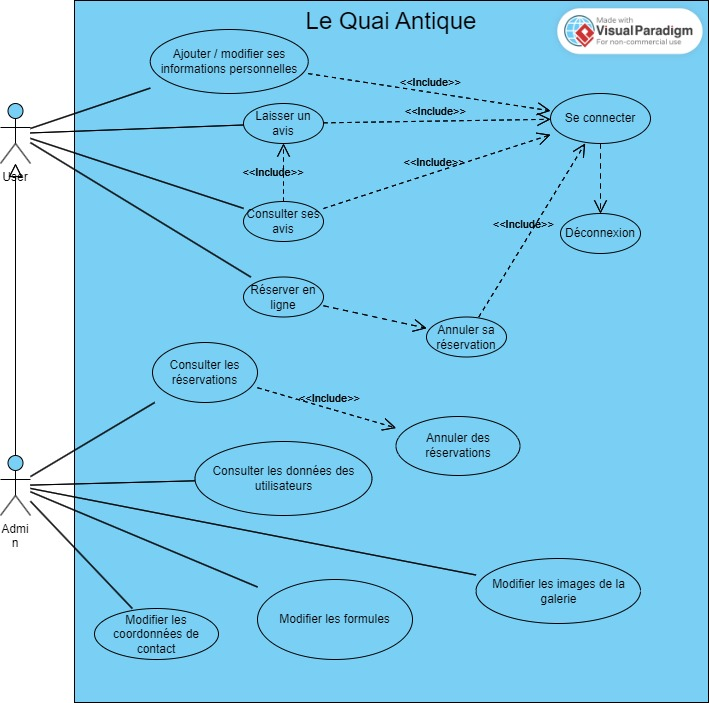 Le Quai Antique
Made with
VisualParadigm
For non-commercial use
Ajouter / modifier ses
informations personnelles
<<Include>>
Laisser un
avis
<<Include>>
Se connecter
User
<<Include>>
<<Include>>
Consulter ses
avis
<<Include>>
Déconnexion
Réserver en
ligne
Annuler sa
réservation
Consulter les
réservations
<<Include>>
Annuler des
réservations
Consulter les données des
utilisateurs
Admi
n
Modifier les images de la
galerie
Modifier les formules
Modifier les
coordonnées de
contact